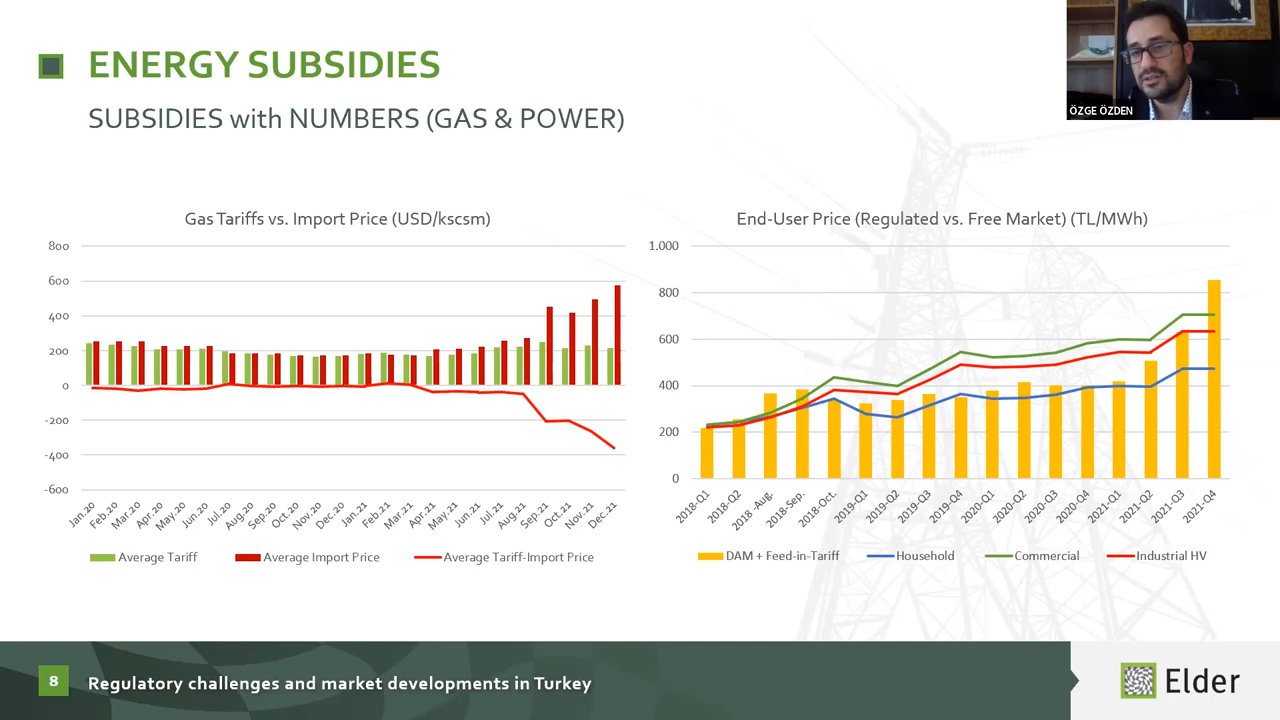 ENERGY SUBSIDIES
ÖZGE ÖZDEN
SUBSIDIES with NUMBERS (GAS & POWER)
Gas Tariffs vs. Import Price (USD/kscsm)
800
600
400
200
0
-200
-400
-600
Jan.20
Feb.20
Mar.20
Apr.20
May.20
Jun.20
Jul.20
Aug.20
Sep.20
Oct.20
Nov.20
Dec.20
Jan.21
Feb.21
Mar.21
Apr.21
May.21
Jun.21
Jul.21
Aug.21
Sep.21
Oct.21
Nov.21
Dec.21
Average Tariff
Average Import Price
Average Tariff-Import Price
End-User Price (Regulated vs. Free Market) (TL/MWh)
1.000
800
600
400
200
0
2018-Q1
2018-Q2
2018-Aug.
2018-Sep.
2018-Oct.
2019-Q1
2019-Q2
2019-Q3
2019-Q4
2020-Q1
2020-Q2
2020-Q3
2020-Q4
2021-Q1
2021-Q2
2021-Q3
2021-Q4
DAM + Feed-in-Tariff
Household
Commercial
Industrial HV
8
Regulatory challenges and market developments in Turkey
Elder